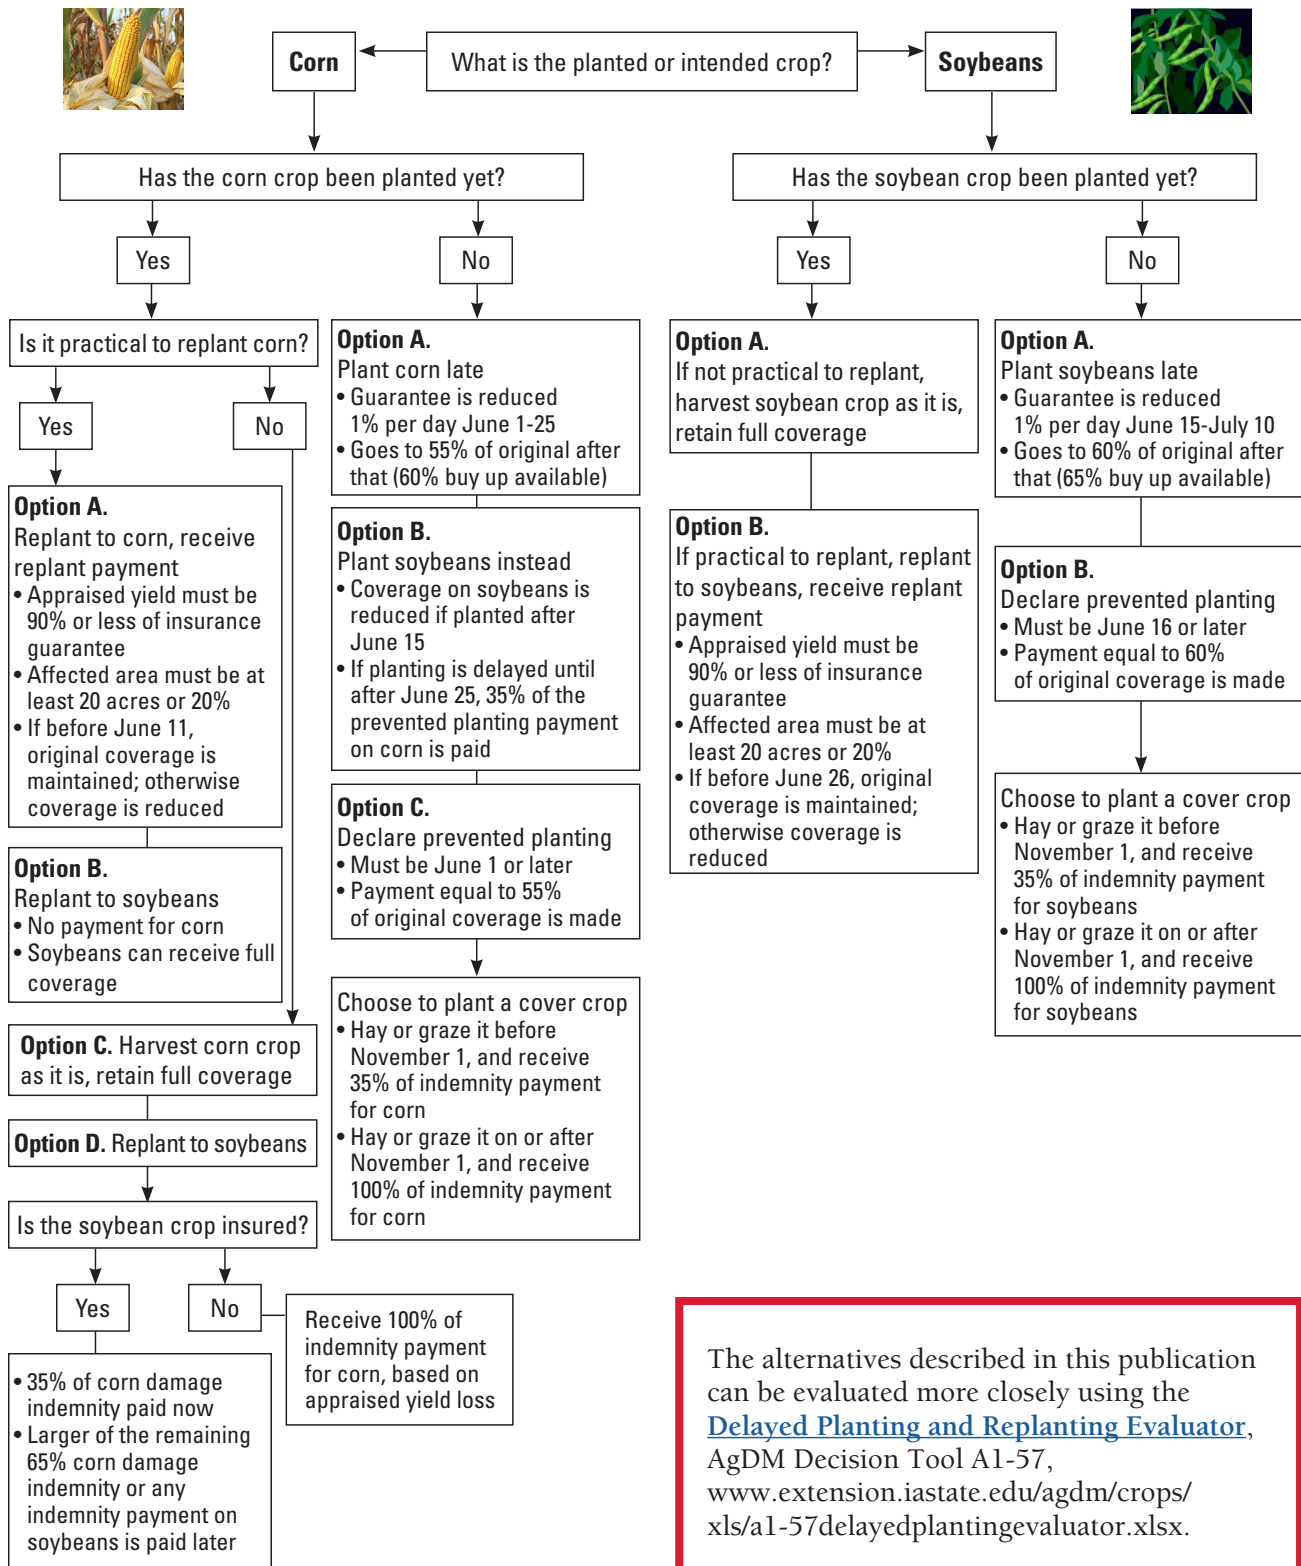 What is the planted or intended crop?
Corn
Soybeans
Has the corn crop been planted yet?
Yes
No
Is it practical to replant corn?
Yes
No
Option A.
Replant to corn, receive
replant payment
• Appraised yield must be
90% or less of insurance
guarantee
• Affected area must be at
least 20 acres or 20%
• If before June 11,
original coverage is
maintained; otherwise
coverage is reduced
Option B.
Replant to soybeans
• No payment for corn
• Soybeans can receive full
coverage
Option C. Harvest corn crop
as it is, retain full coverage
Option D. Replant to soybeans
Is the soybean crop insured?
Yes
No
• 35% of corn damage
indemnity paid now
• Larger of the remaining
65% corn damage
indemnity or any
indemnity payment on
soybeans is paid later
Receive 100% of
indemnity payment
for corn, based on
appraised yield loss
Option A.
Plant corn late
• Guarantee is reduced
1% per day June 1-25
• Goes to 55% of original after
that (60% buy up available)
Option B.
Plant soybeans instead
• Coverage on soybeans is
reduced if planted after
June 15
• If planting is delayed until
after June 25, 35% of the
prevented planting payment
on corn is paid
Option C.
Declare prevented planting
• Must be June 1 or later
• Payment equal to 55%
of original coverage is made
Choose to plant a cover crop
• Hay or graze it before
November 1, and receive
35% of indemnity payment
for corn
• Hay or graze it on or after
November 1, and receive
100% of indemnity payment
for corn
Has the soybean crop been planted yet?
Yes
No
Option A.
If not practical to replant,
harvest soybean crop as it is,
retain full coverage
Option B.
If practical to replant, replant
to soybeans, receive replant
payment
• Appraised yield must be
90% or less of insurance
guarantee
• Affected area must be at
least 20 acres or 20%
• If before June 26, original
coverage is maintained;
otherwise coverage is
reduced
Option A.
Plant soybeans late
• Guarantee is reduced
1% per day June 15-July 10
• Goes to 60% of original after
that (65% buy up available)
Option B.
Declare prevented planting
• Must be June 16 or later
• Payment equal to 60%
of original coverage is made
Choose to plant a cover crop
• Hay or graze it before
November 1, and receive
35% of indemnity payment
for soybeans
• Hay or graze it on or after
November 1, and receive
100% of indemnity payment
for soybeans
The alternatives described in this publication
can be evaluated more closely using the
Delayed Planting and Replanting Evaluator,
AgDM Decision Tool A1-57,
www.extension.iastate.edu/agdm/crops/
xls/a1-57delayedplantingevaluator.xlsx.